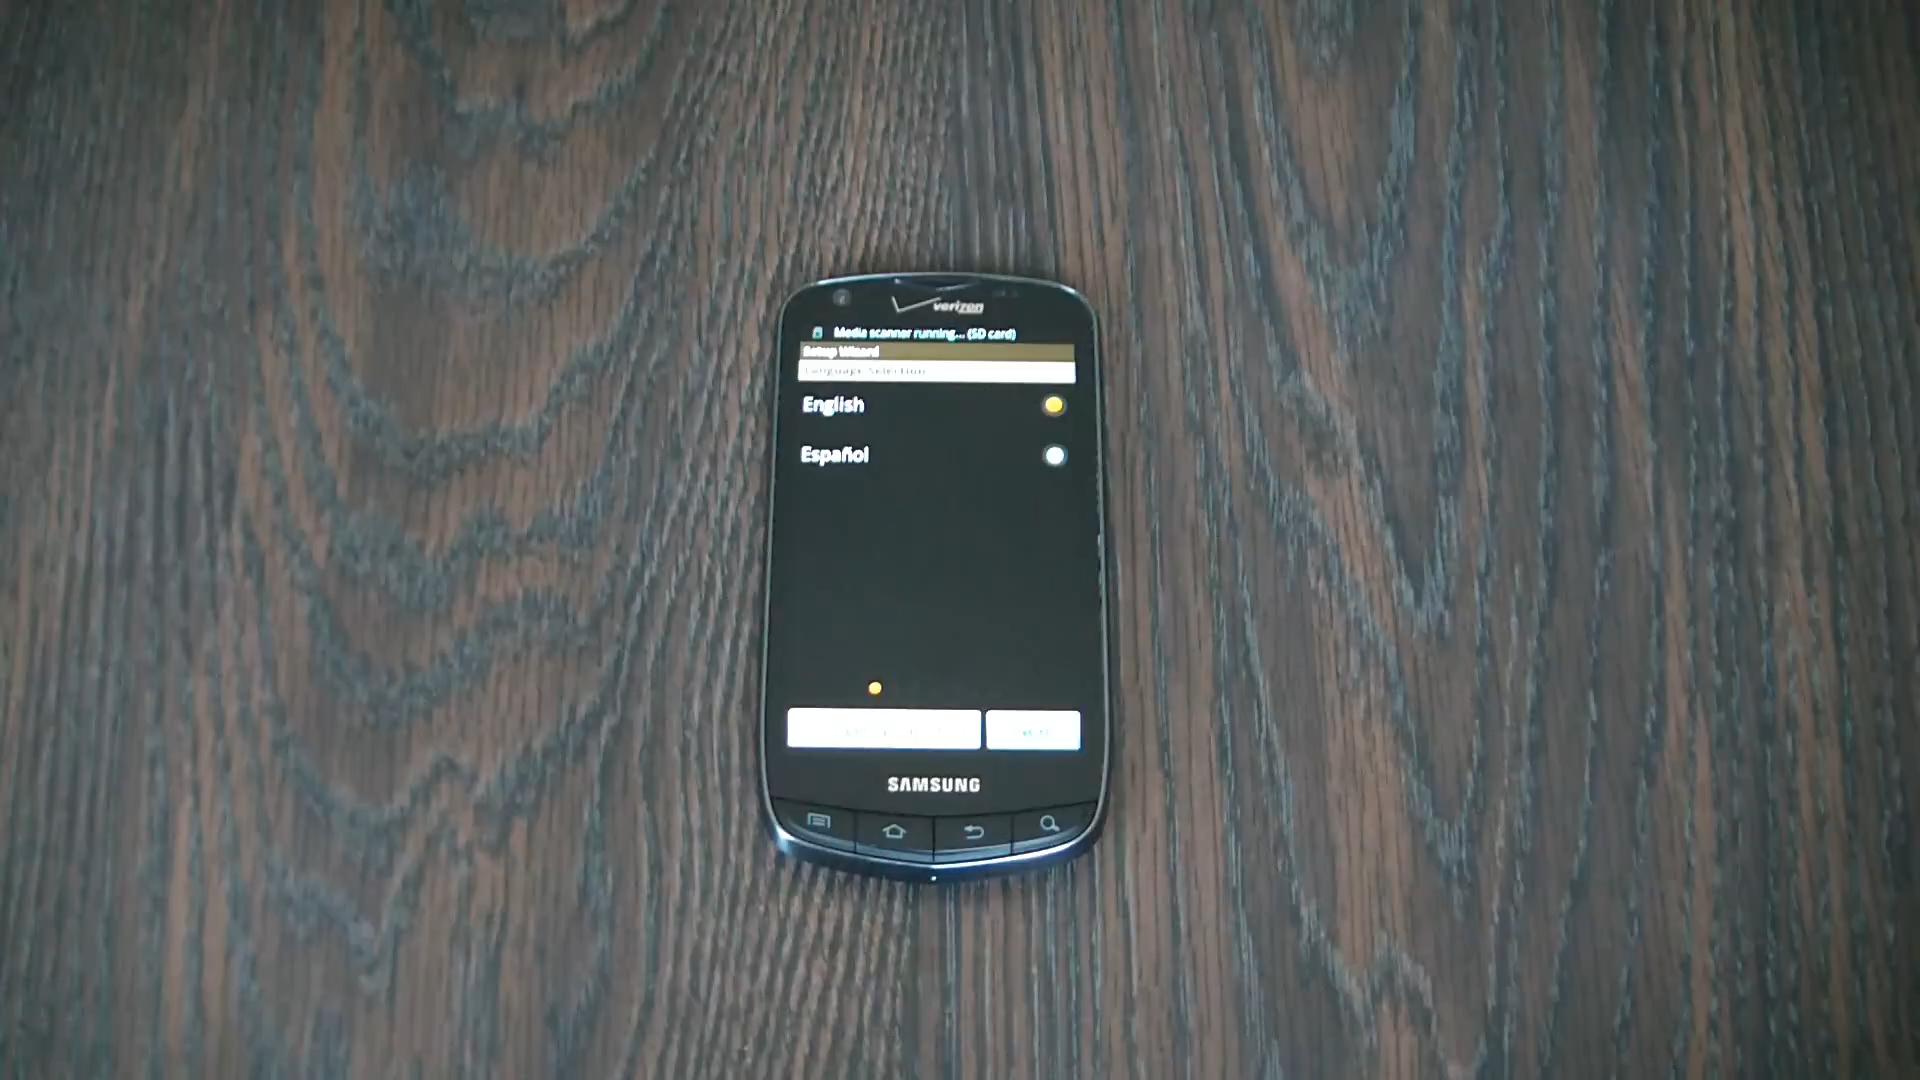 verizon
Media scanner running... (SD card)
Setup Wizard
Language Selection
English
Español
SAMSUNG